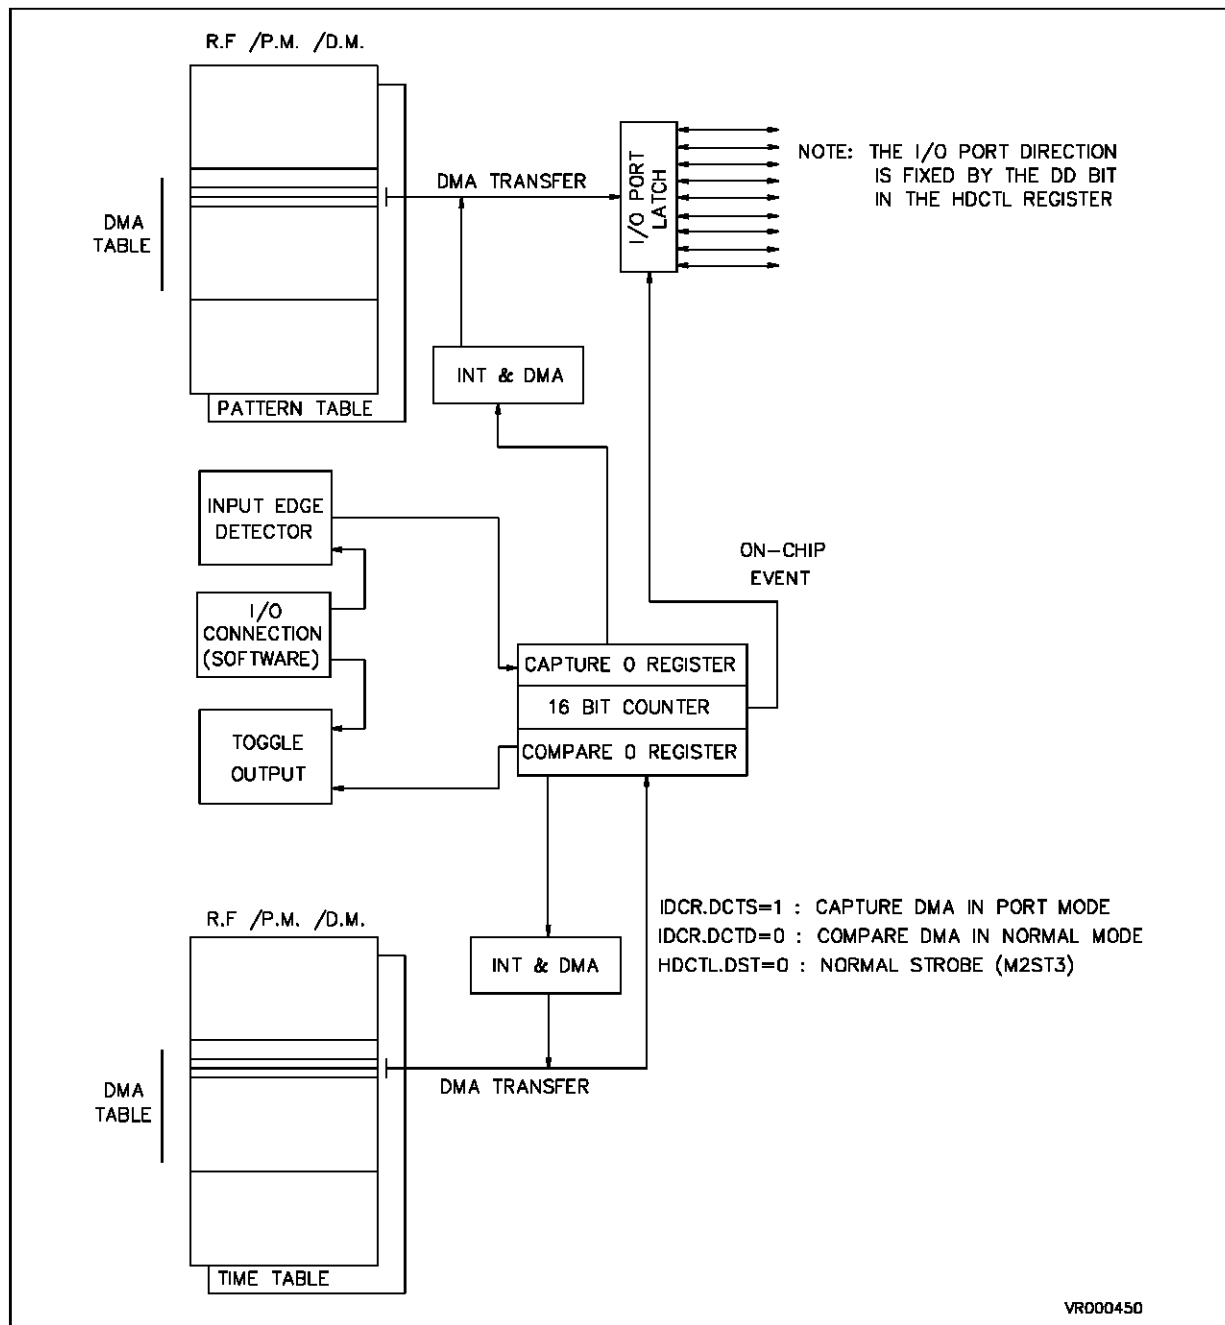 R.F /P.M. /D.M.
DMA TRANSFER
I/O PORT
LATCH
NOTE: THE I/O PORT DIRECTION
IS FIXED BY THE DD BIT
IN THE HDCTL REGISTER
DMA
TABLE
INT & DMA
PATTERN TABLE
INPUT EDGE
DETECTOR
ON-CHIP
EVENT
I/O
CONNECTION
(SOFTWARE)
CAPTURE 0 REGISTER
16 BIT COUNTER
COMPARE 0 REGISTER
TOGGLE
OUTPUT
R.F /P.M. /D.M.
IDCR.DCTS=1 : CAPTURE DMA IN PORT MODE
IDCR.DCTD=0 : COMPARE DMA IN NORMAL MODE
HDCTL.DST=0 : NORMAL STROBE (M2ST3)
INT & DMA
DMA TRANSFER
DMA
TABLE
TIME TABLE
VR000450